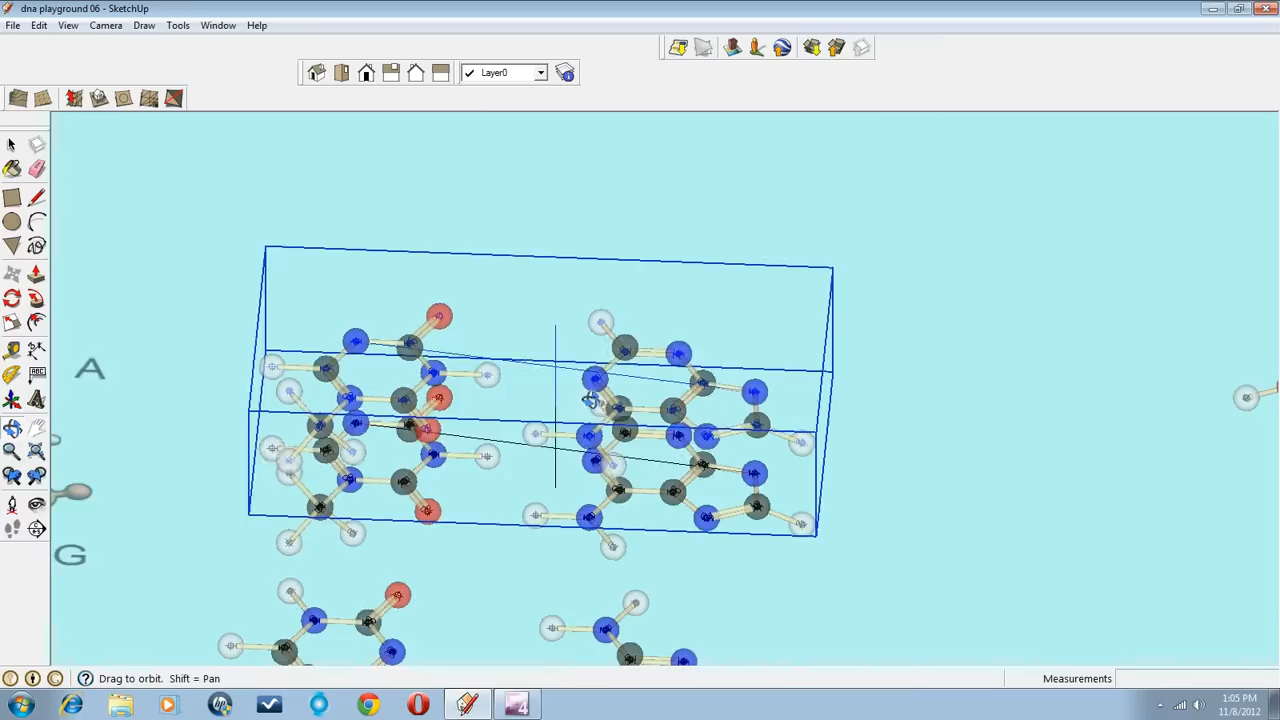 dna playground 06 - SketchUp
File Edit View Camera Draw Tools Window Help
Layer0
A
G
Drag to orbit. Shift = Pan
Measurements
1:05 PM
11/8/2012